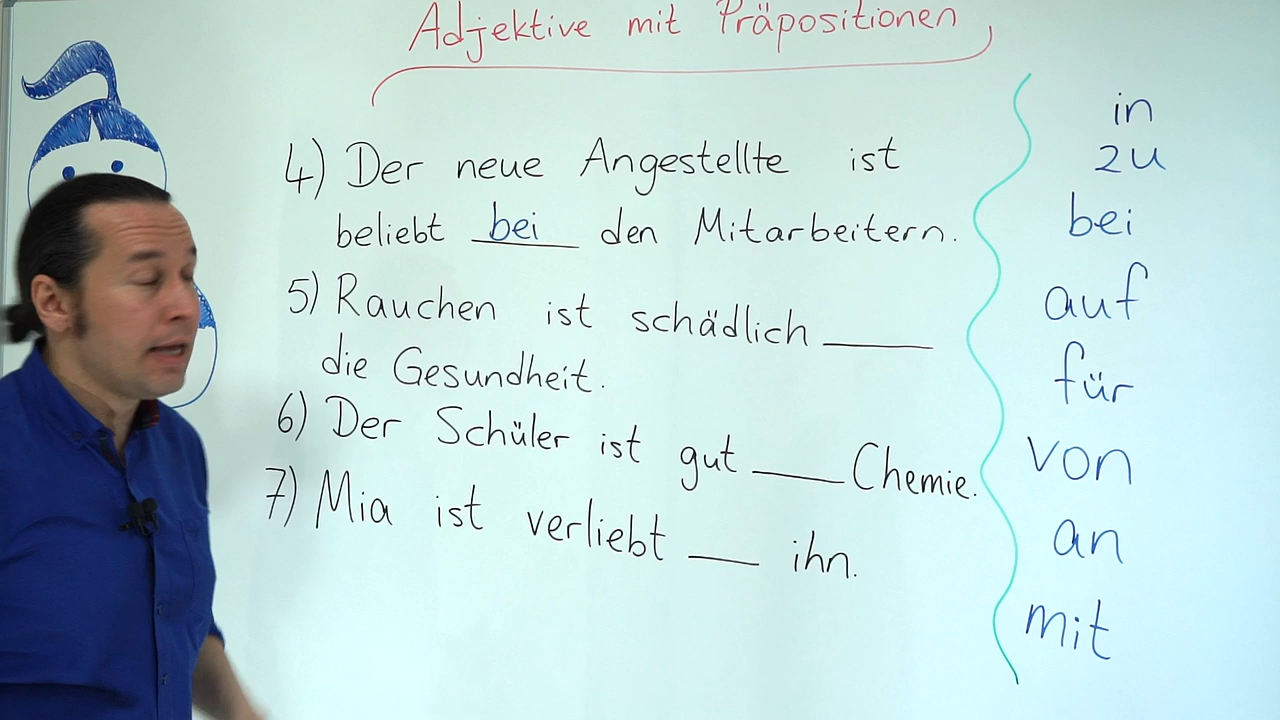 Adjektive mit Präpositionen
4) Der neue Angestellte ist
beliebt bei den Mitarbeitern.
5) Rauchen ist schädlich ____
die Gesundheit.
6) Der Schüler ist gut ____ Chemie.
7) Mia ist verliebt ____ ihn.
in
zu
bei
auf
für
von
an
mit